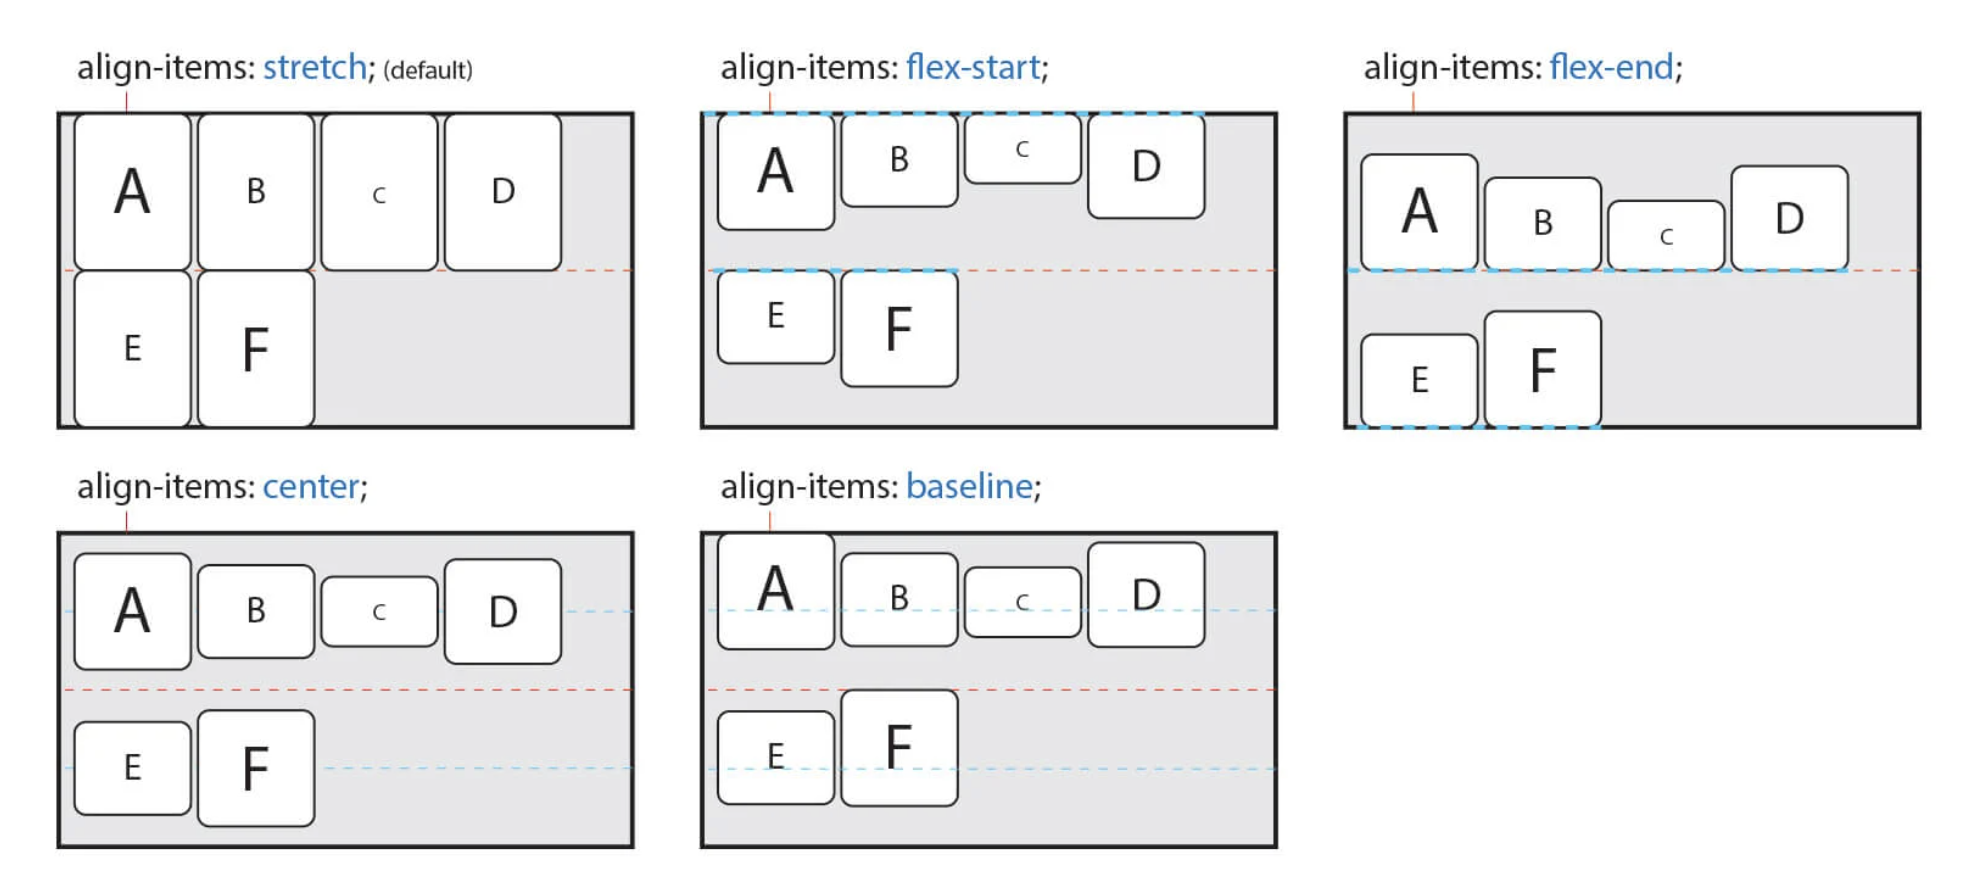 align-items: stretch; (default)
A B c D
E F
align-items: flex-start;
A B c D
E F
align-items: flex-end;
A B c D
E F
align-items: center;
A B c D
E F
align-items: baseline;
A B c D
E F